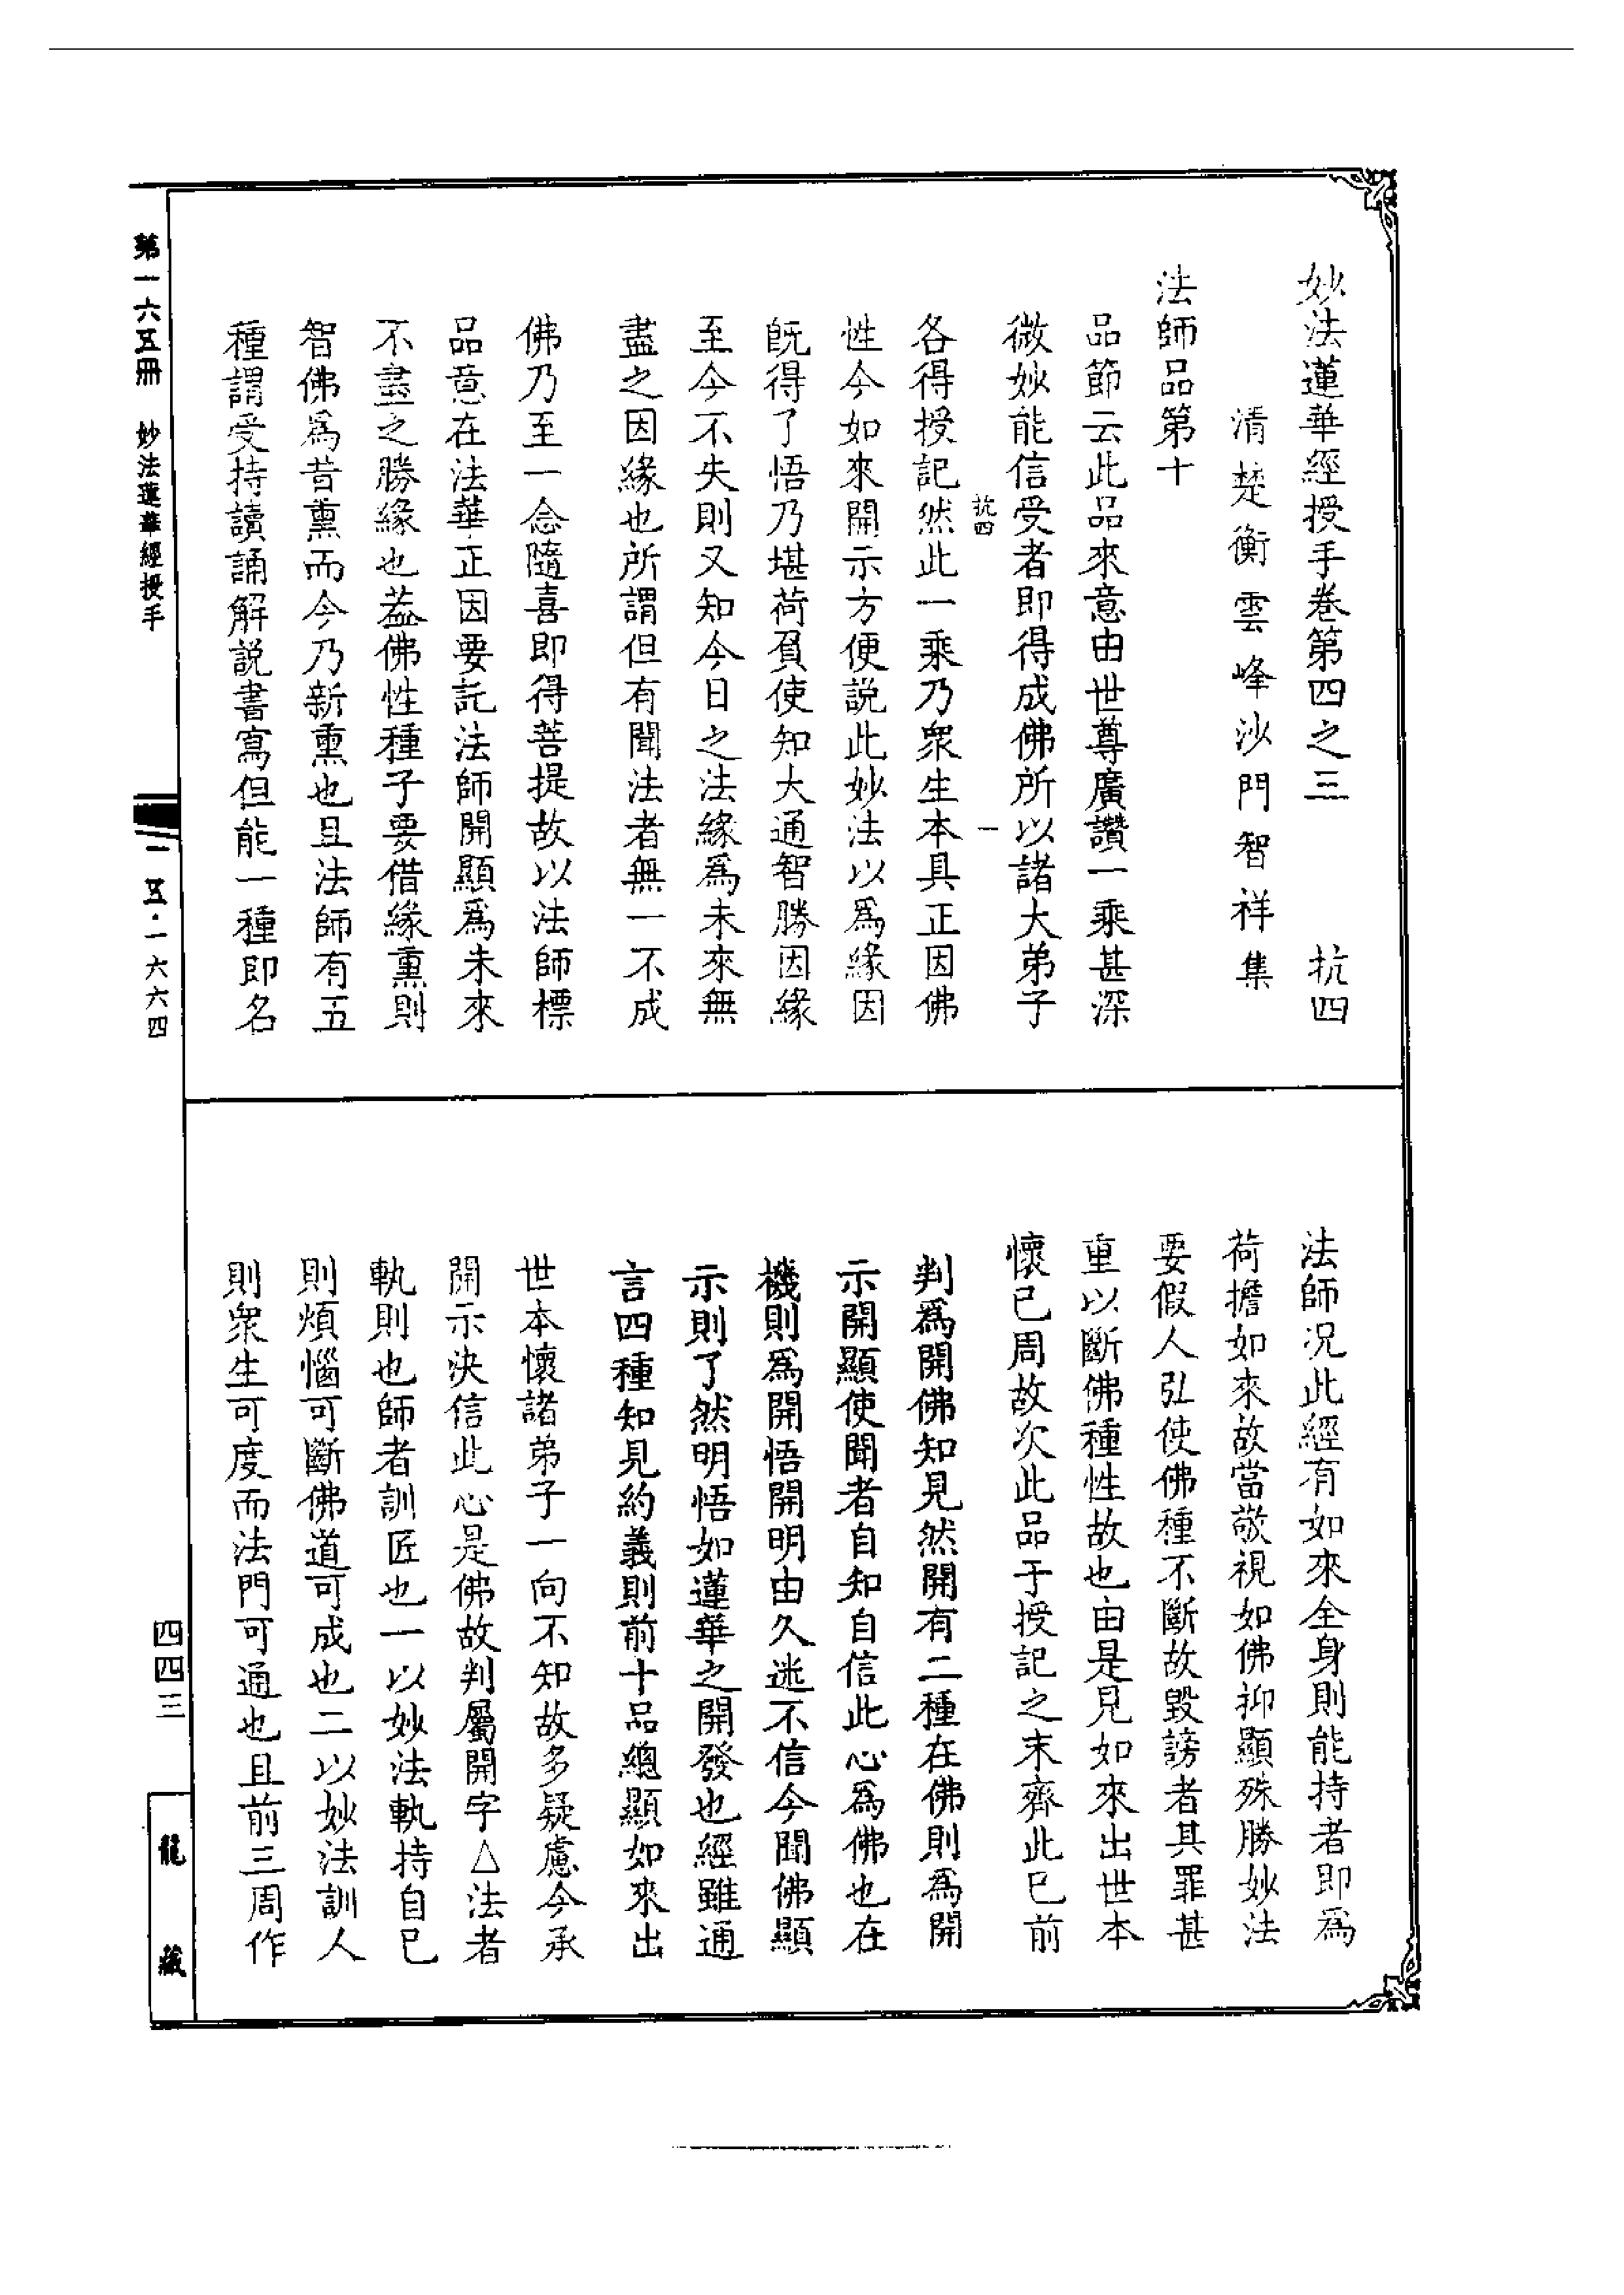 妙法蓮華經授手卷第四之三　抗四
清楚衡雲峰沙門智祥集
法師品第十
品節云此品來意由世尊廣讚一乘甚深
微妙能信受者即得成佛所以諸大弟子
抗四　一
各得授記然此一乘乃衆生本具正因佛
性今如來開示方便説此妙法以爲緣因
既得了悟乃堪荷負使知大通智勝因緣
至今不失則又知今日之法緣爲未來無
盡之因緣也所謂但有聞法者無一不成
佛乃至一念隨喜即得菩提故以法師標
品意在法華正因要託法師開顯爲未來
不盡之勝緣也葢佛性種子要借緣熏則
智佛爲昔熏而今乃新熏也且法師有五
種謂受持讀誦解説書寫但能一種即名
法師况此經有如來全身則能持者即爲
荷擔如來故當敬視如佛抑顯殊勝妙法
要假人弘使佛種不斷故毀謗者其罪甚
重以斷佛種性故也由是見如來出世本
懷已周故次此品于授記之末齊此已前
判爲開佛知見然開有二種在佛則爲開
示開顯使聞者自知自信此心爲佛也在
機則爲開悟開明由久迷不信今聞佛顯
示則了然明悟如蓮華之開發也經雖通
言四種知見約義則前十品總顯如來出
世本懷諸弟子一向不知故多疑慮今承
開示決信此心是佛故判屬開字△法者
軌則也師者訓匠也一以妙法軌持自已
則煩惱可斷佛道可成也二以妙法訓人
則衆生可度而法門可通也且前三周作
第一六五冊　妙法蓮華經授手
一五·一六六四
四四三
龍藏